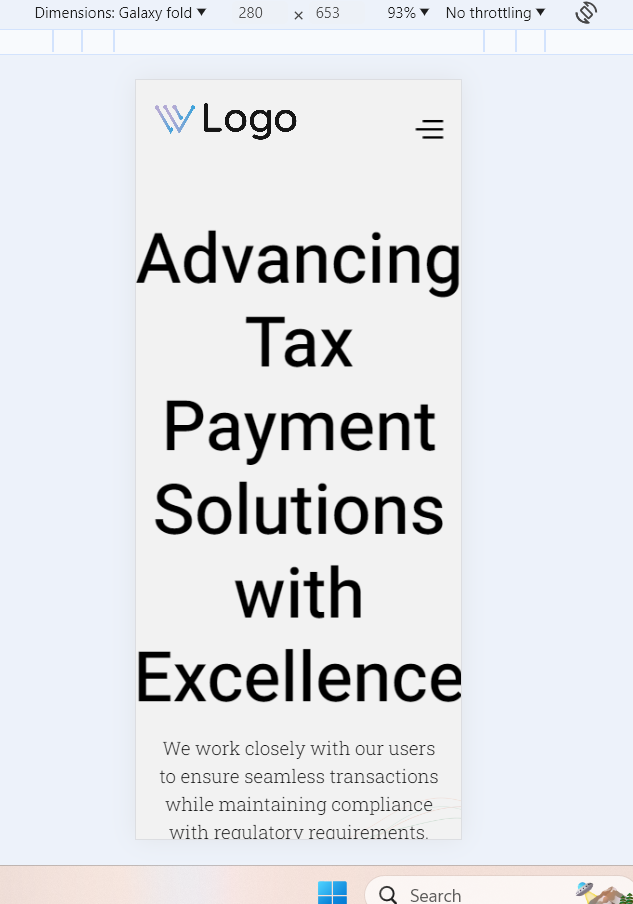 Dimensions: Galaxy fold ▼ 280 × 653 93% ▼ No throttling ▼
Logo
Advancing
Tax
Payment
Solutions
with
Excellence
We work closely with our users
to ensure seamless transactions
while maintaining compliance
with regulatory requirements.
Search